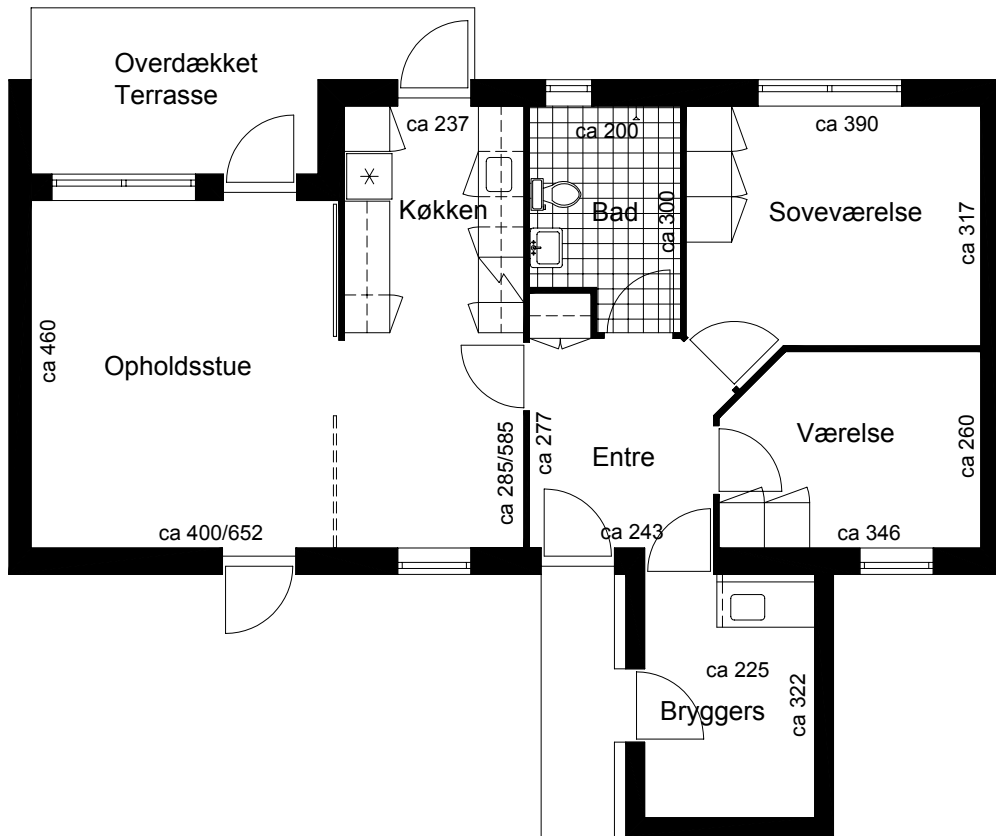 Overdækket
Terrasse
ca 237
ca 200
ca 390
Køkken
Bad
ca 300
Soveværelse
ca 317
ca 460
Opholdsstue
ca 285/585
ca 277
Entre
Værelse
ca 260
ca 400/652
ca 243
ca 346
ca 225
Bryggers
ca 322